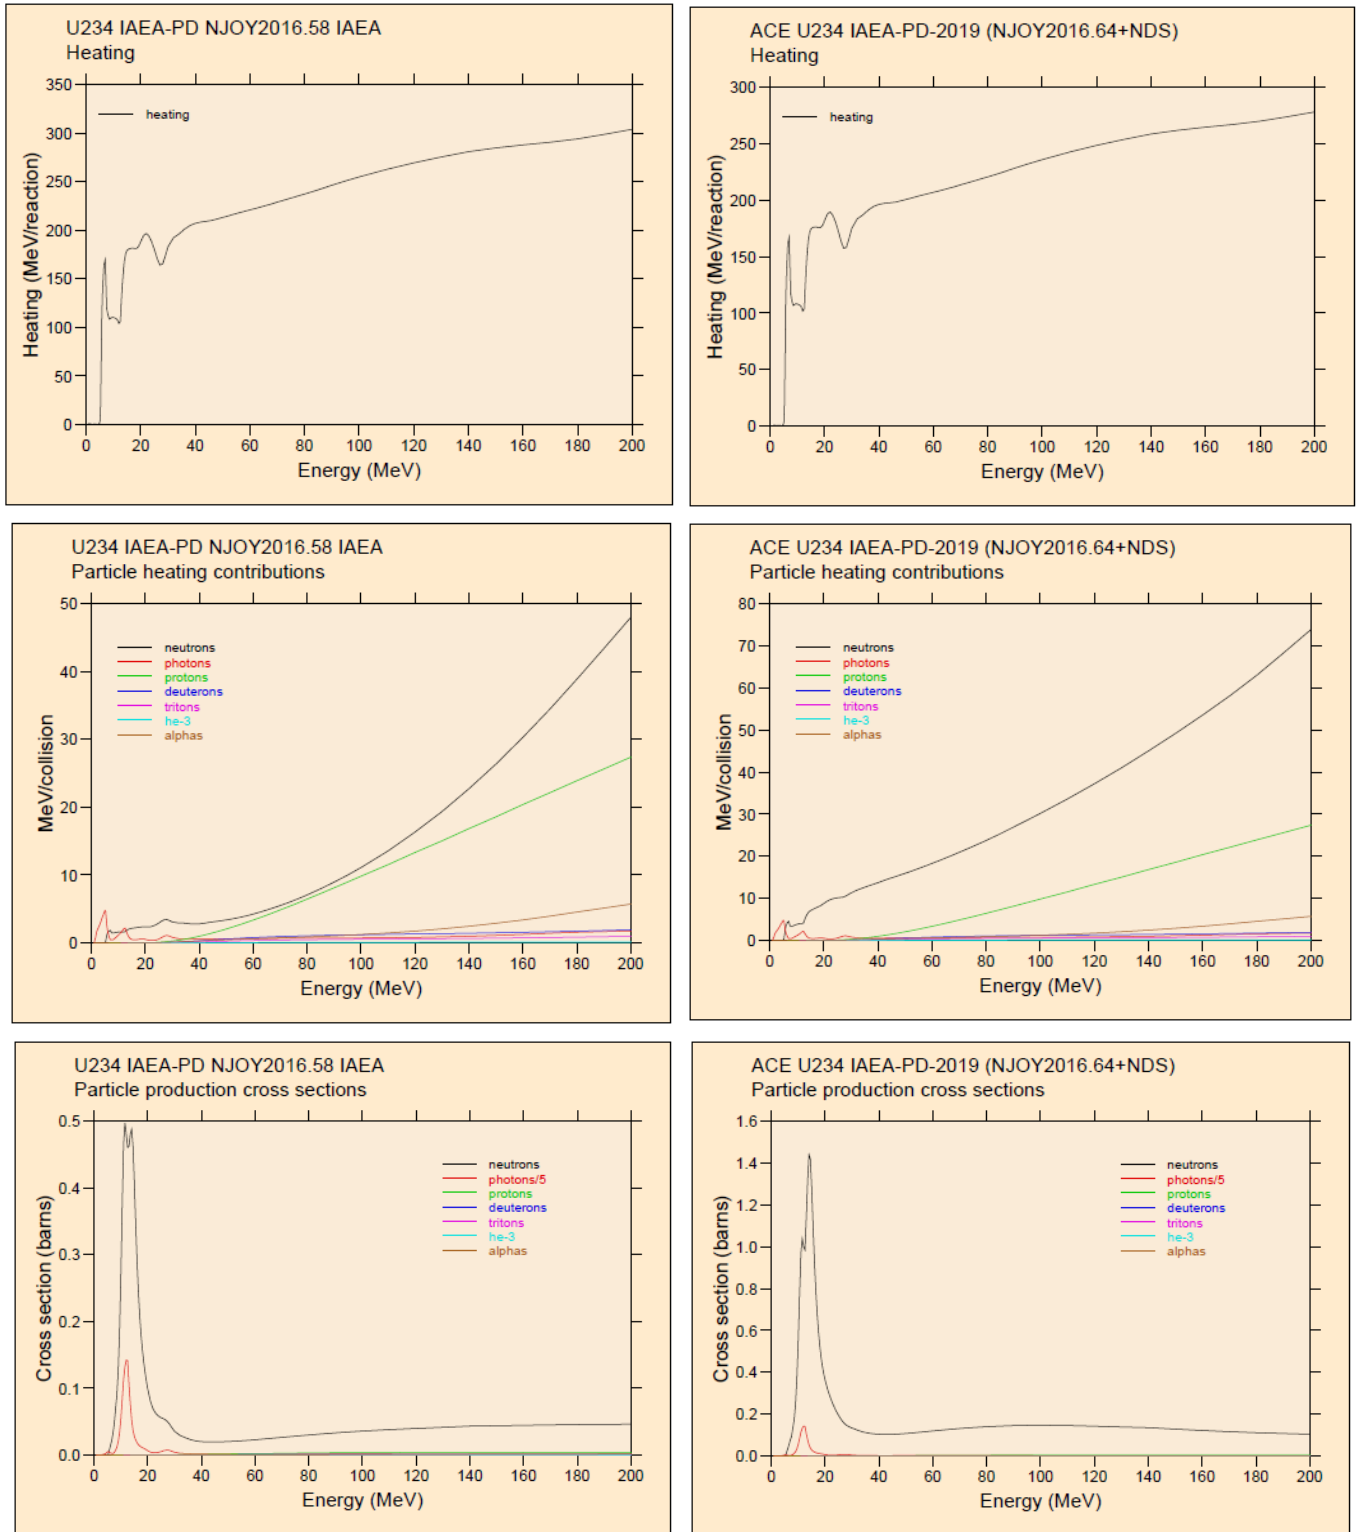 U234 IAEA-PD NJOY2016.58 IAEA
Heating
350
300
250
200
150
100
50
0
heating
Heating (MeV/reaction)
0 20 40 60 80 100 120 140 160 180 200
Energy (MeV)
ACE U234 IAEA-PD-2019 (NJOY2016.64+NDS)
Heating
300
250
200
150
100
50
0
heating
Heating (MeV/reaction)
0 20 40 60 80 100 120 140 160 180 200
Energy (MeV)
U234 IAEA-PD NJOY2016.58 IAEA
Particle heating contributions
50
40
30
20
10
0
neutrons
photons
protons
deuterons
tritons
he-3
alphas
MeV/collision
0 20 40 60 80 100 120 140 160 180 200
Energy (MeV)
ACE U234 IAEA-PD-2019 (NJOY2016.64+NDS)
Particle heating contributions
80
70
60
50
40
30
20
10
0
neutrons
photons
protons
deuterons
tritons
he-3
alphas
MeV/collision
0 20 40 60 80 100 120 140 160 180 200
Energy (MeV)
U234 IAEA-PD NJOY2016.58 IAEA
Particle production cross sections
0.5
0.4
0.3
0.2
0.1
0.0
neutrons
photons/5
protons
deuterons
tritons
he-3
alphas
Cross section (barns)
0 20 40 60 80 100 120 140 160 180 200
Energy (MeV)
ACE U234 IAEA-PD-2019 (NJOY2016.64+NDS)
Particle production cross sections
1.6
1.4
1.2
1.0
0.8
0.6
0.4
0.2
0.0
neutrons
photons/5
protons
deuterons
tritons
he-3
alphas
Cross section (barns)
0 20 40 60 80 100 120 140 160 180 200
Energy (MeV)